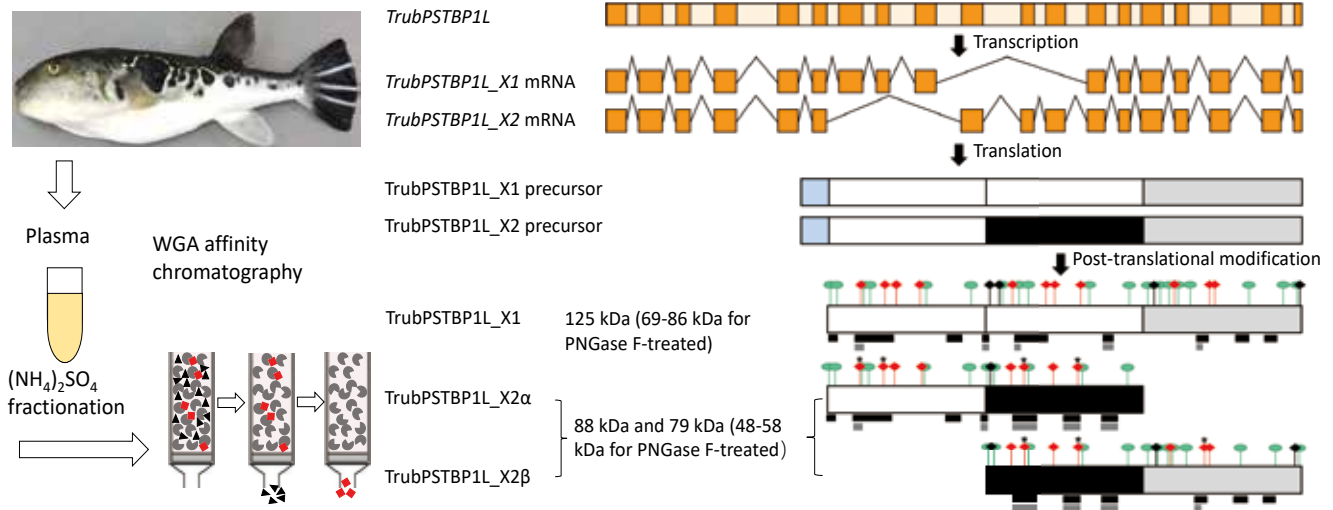 TrubPSTBP1L
Transcription
TrubPSTBP1L_X1 mRNA
TrubPSTBP1L_X2 mRNA
Translation
TrubPSTBP1L_X1 precursor
TrubPSTBP1L_X2 precursor
Post-translational modification
Plasma
WGA affinity
chromatography
(NH4)2SO4
fractionation
TrubPSTBP1L_X1
125 kDa (69-86 kDa for
PNGase F-treated)
TrubPSTBP1L_X2α
88 kDa and 79 kDa (48-58
kDa for PNGase F-treated)
TrubPSTBP1L_X2β